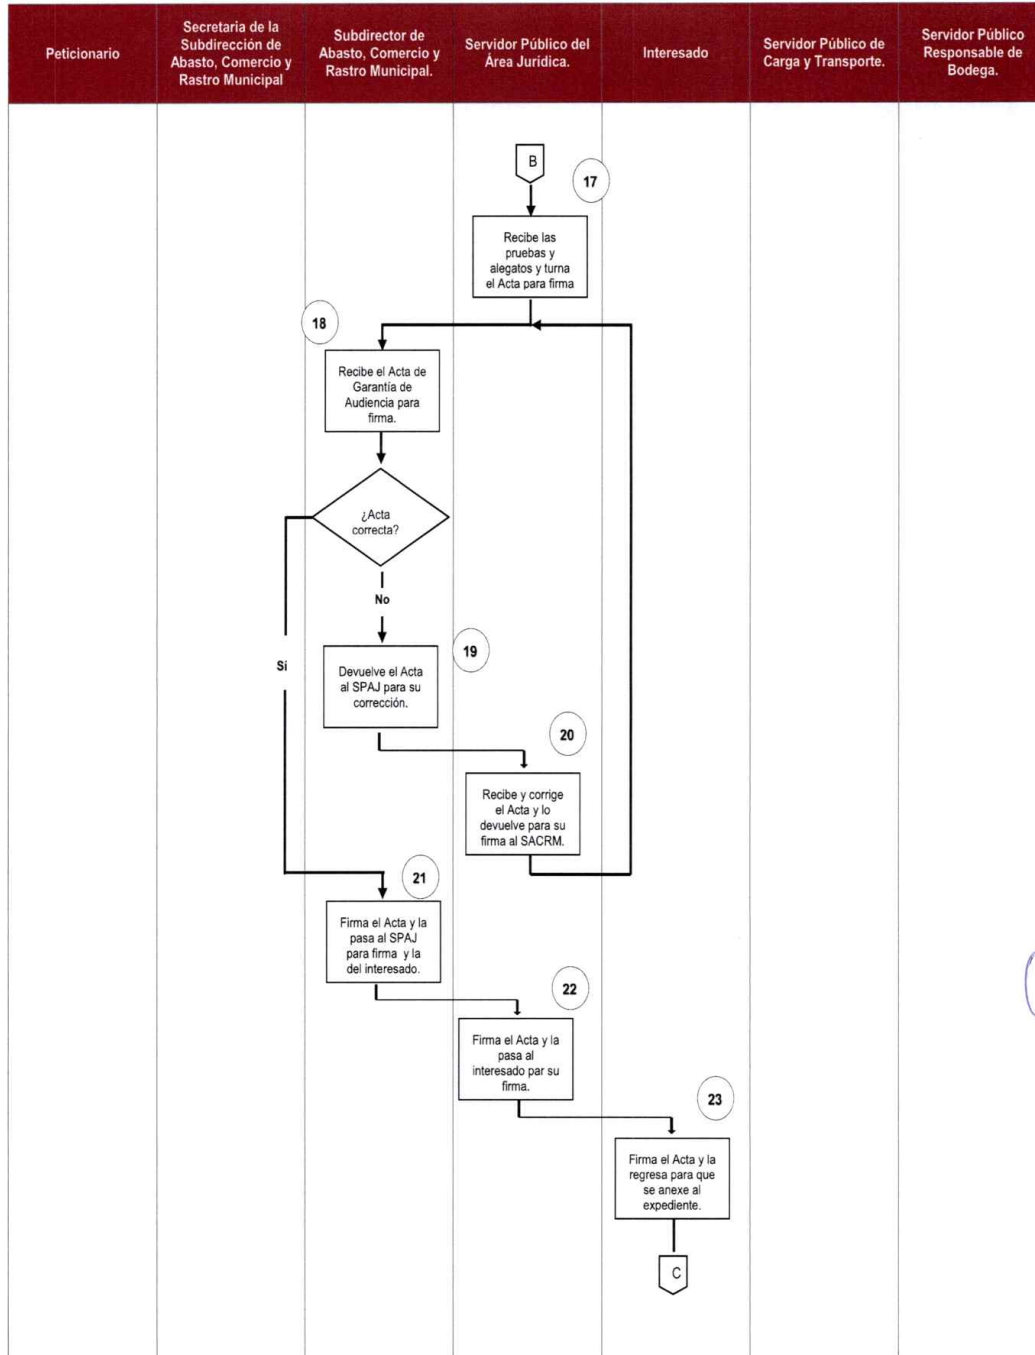 Peticionario
Secretaria de la
Subdirección de
Abasto, Comercio y
Rastro Municipal
Subdirector de
Abasto, Comercio y
Rastro Municipal.
Servidor Público del
Área Jurídica.
Interesado
Servidor Público de
Carga y Transporte.
Servidor Público
Responsable de
Bodega.
B
17
Recibe las
pruebas y
alegatos y turna
el Acta para firma
18
Recibe el Acta de
Garantía de
Audiencia para
firma.
¿Acta
correcta?
No
Sí
19
Devuelve el Acta
al SPAJ para su
corrección.
20
Recibe y corrige
el Acta y lo
devuelve para su
firma al SACRM.
21
Firma el Acta y la
pasa al SPAJ
para firma y la
del interesado.
22
Firma el Acta y la
pasa al
interesado par su
firma.
23
Firma el Acta y la
regresa para que
se anexe al
expediente.
C